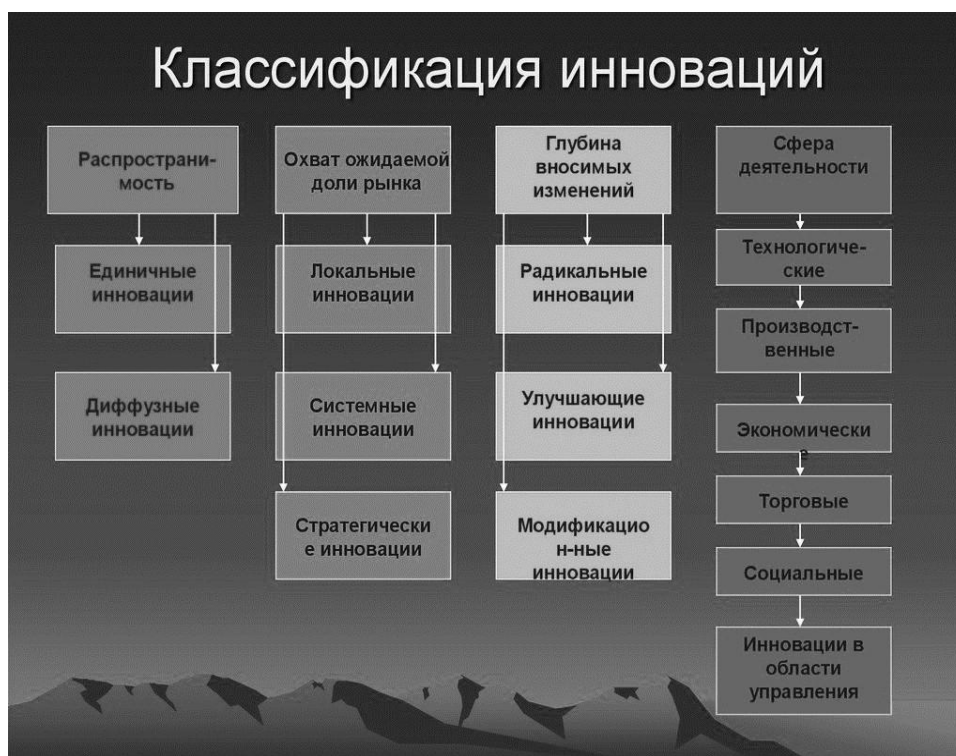 Классификация инноваций
Распространи-
мость
Единичные
инновации
Диффузные
инновации
Охват ожидаемой
доли рынка
Локальные
инновации
Системные
инновации
Стратегически
е инновации
Глубина
вносимых
изменений
Радикальные
инновации
Улучшающие
инновации
Модификацио
н-ные
инновации
Сфера
деятельности
Технологиче-
ские
Производст-
венные
Экономически
е
Торговые
Социальные
Инновации в
области
управления